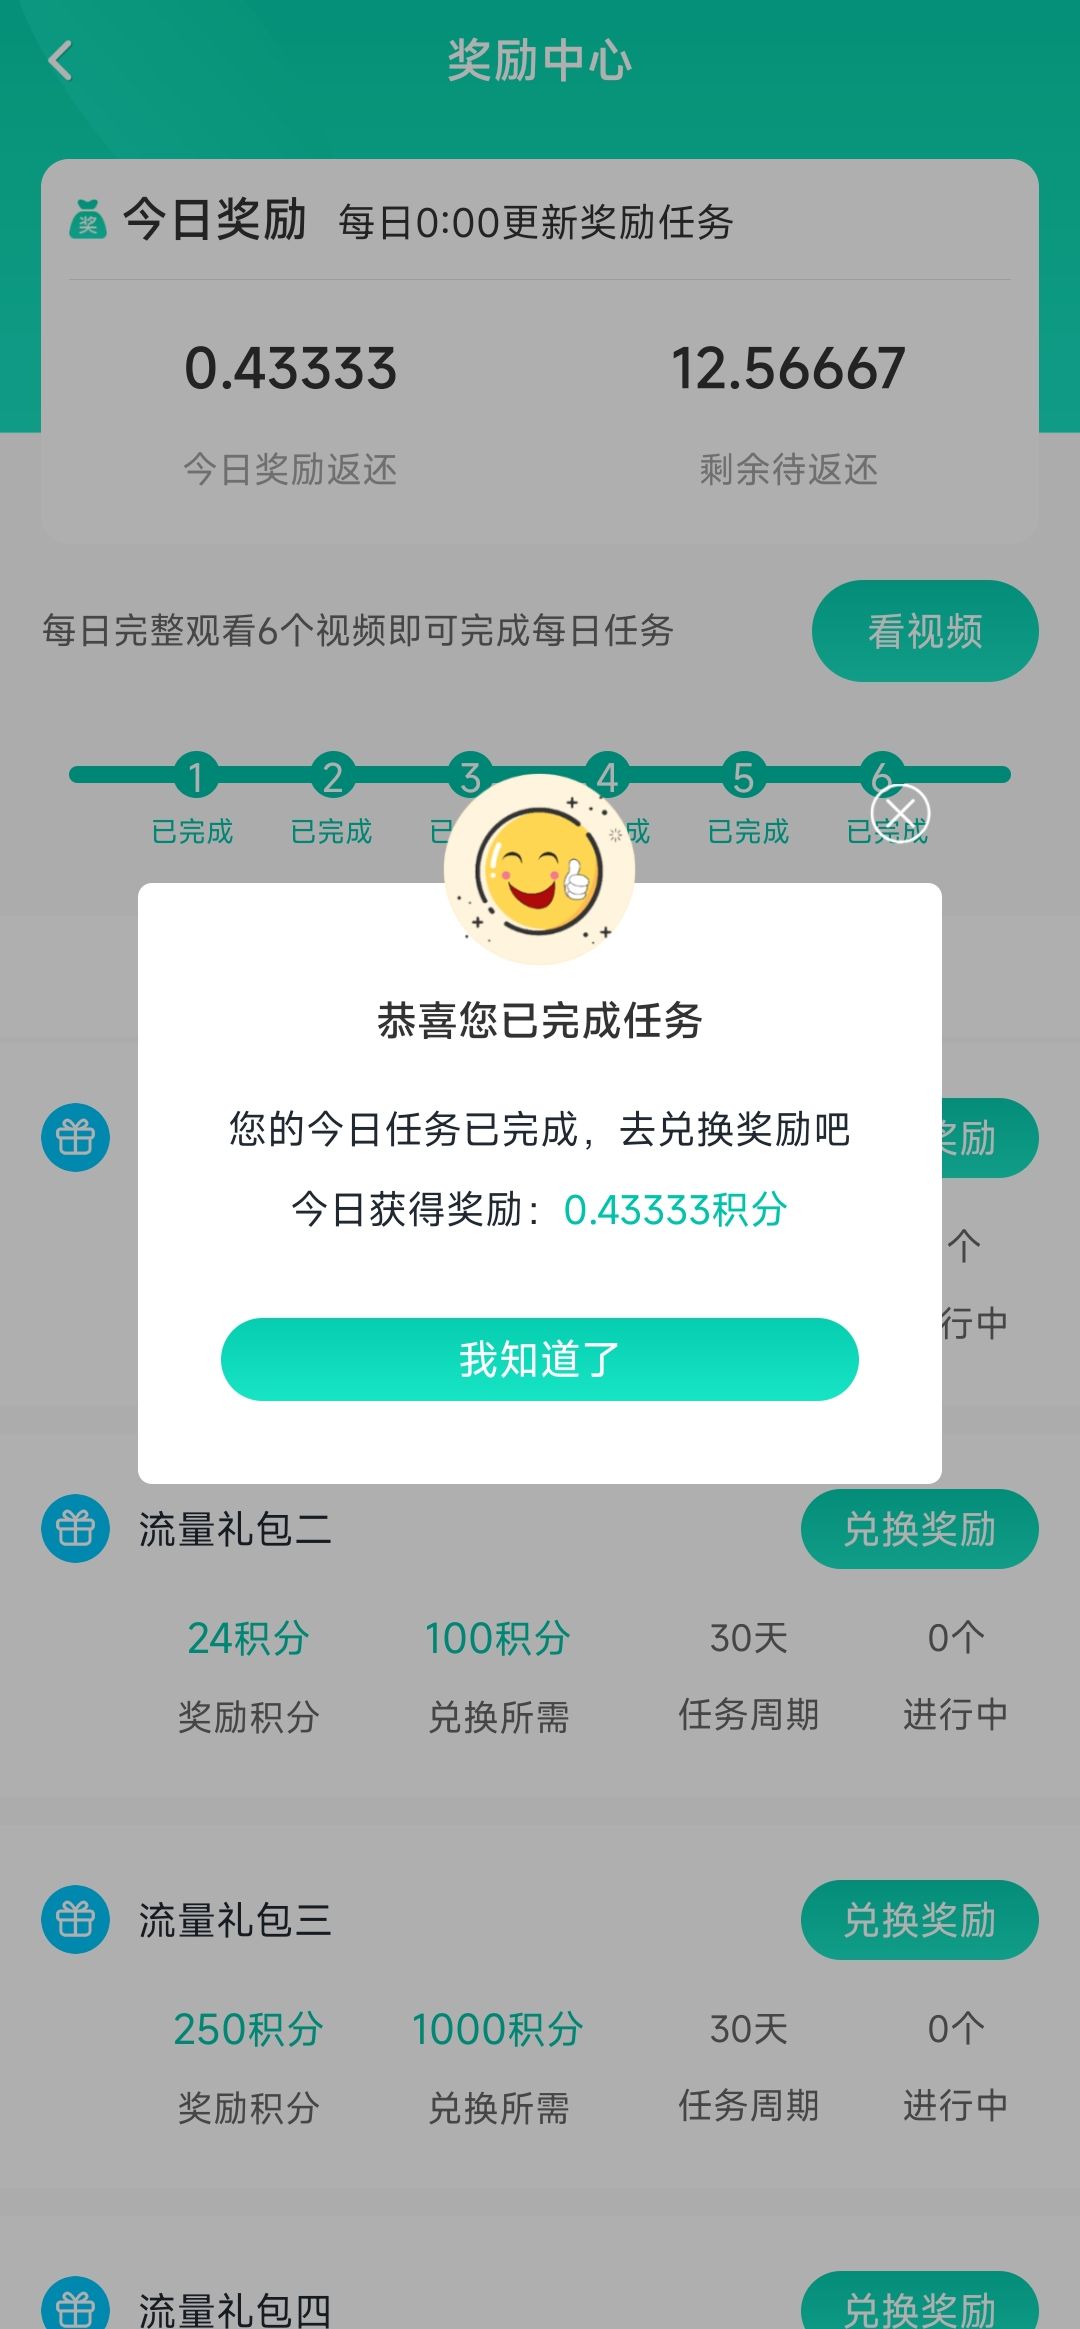 奖励中心
奖 今日奖励 每日0:00更新奖励任务
0.43333 12.56667
今日奖励返还 剩余待返还
每日完整观看6个视频即可完成每日任务 看视频
1 2 3 4 5 6
已完成 已完成 已 成 已完成 已完成
恭喜您已完成任务
您的今日任务已完成，去兑换奖励吧
今日获得奖励：0.43333积分
我知道了
奖励
个
行中
流量礼包二 兑换奖励
24积分 100积分 30天 0个
奖励积分 兑换所需 任务周期 进行中
流量礼包三 兑换奖励
250积分 1000积分 30天 0个
奖励积分 兑换所需 任务周期 进行中
流量礼包四 兑换奖励